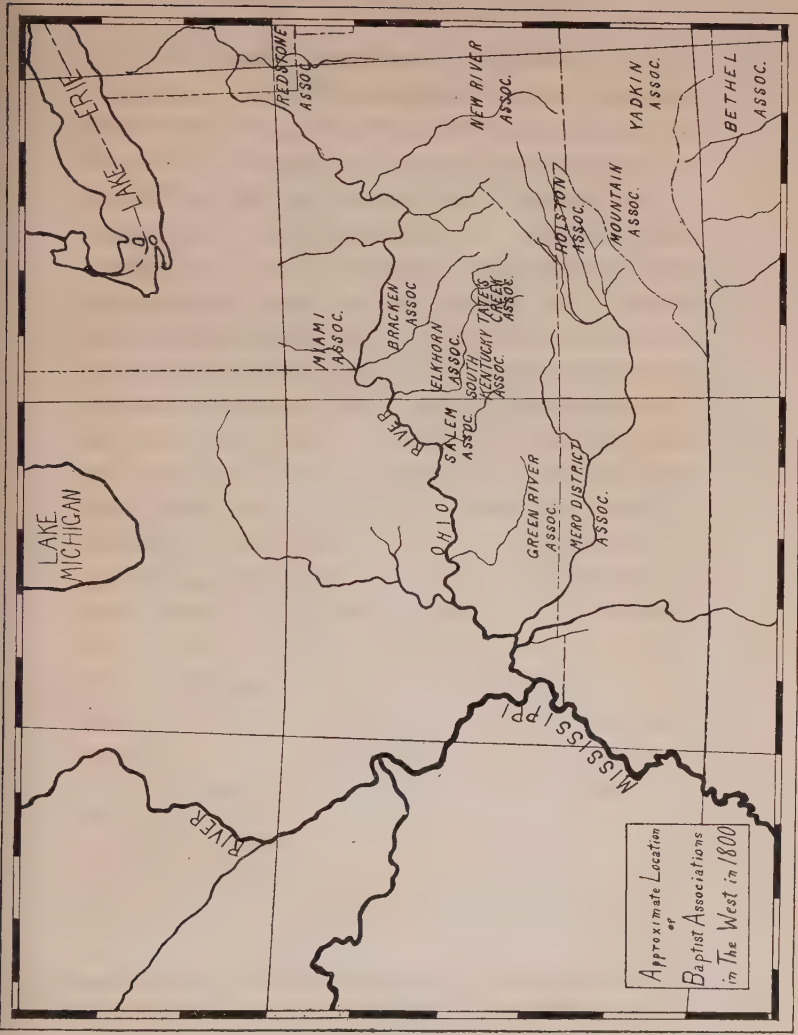 LAKE
MICHIGAN
LAKE ERIE
REDSTONE
ASSOC.
MIAMI
ASSOC.
BRACKEN
ASSOC
NEW RIVER
ASSOC.
ELKHORN
ASSOC.
TATE'S
CREEK
ASSOC.
SOUTH
KENTUCKY
ASSOC.
SALEM
ASSOC.
OHIO RIVER
GREEN RIVER
ASSOC.
MERO DISTRICT
ASSOC.
HOLSTON
ASSOC.
MOUNTAIN
ASSOC.
YADKIN
ASSOC.
BETHEL
ASSOC.
MISSISSIPPI
RIVER
Approximate Location
of
Baptist Associations
in The West in 1800